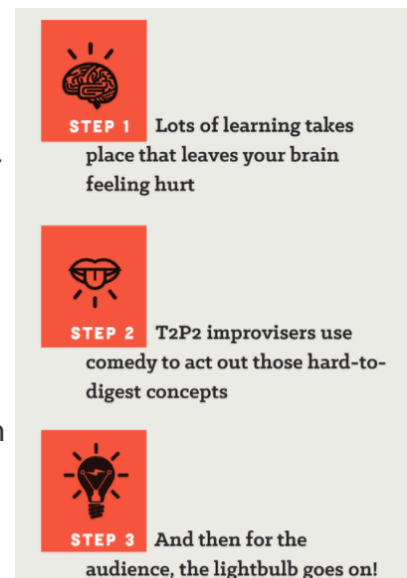 STEP 1 Lots of learning takes
place that leaves your brain
feeling hurt
STEP 2 T2P2 improvisers use
comedy to act out those hard-to-
digest concepts
STEP 3 And then for the
audience, the lightbulb goes on!